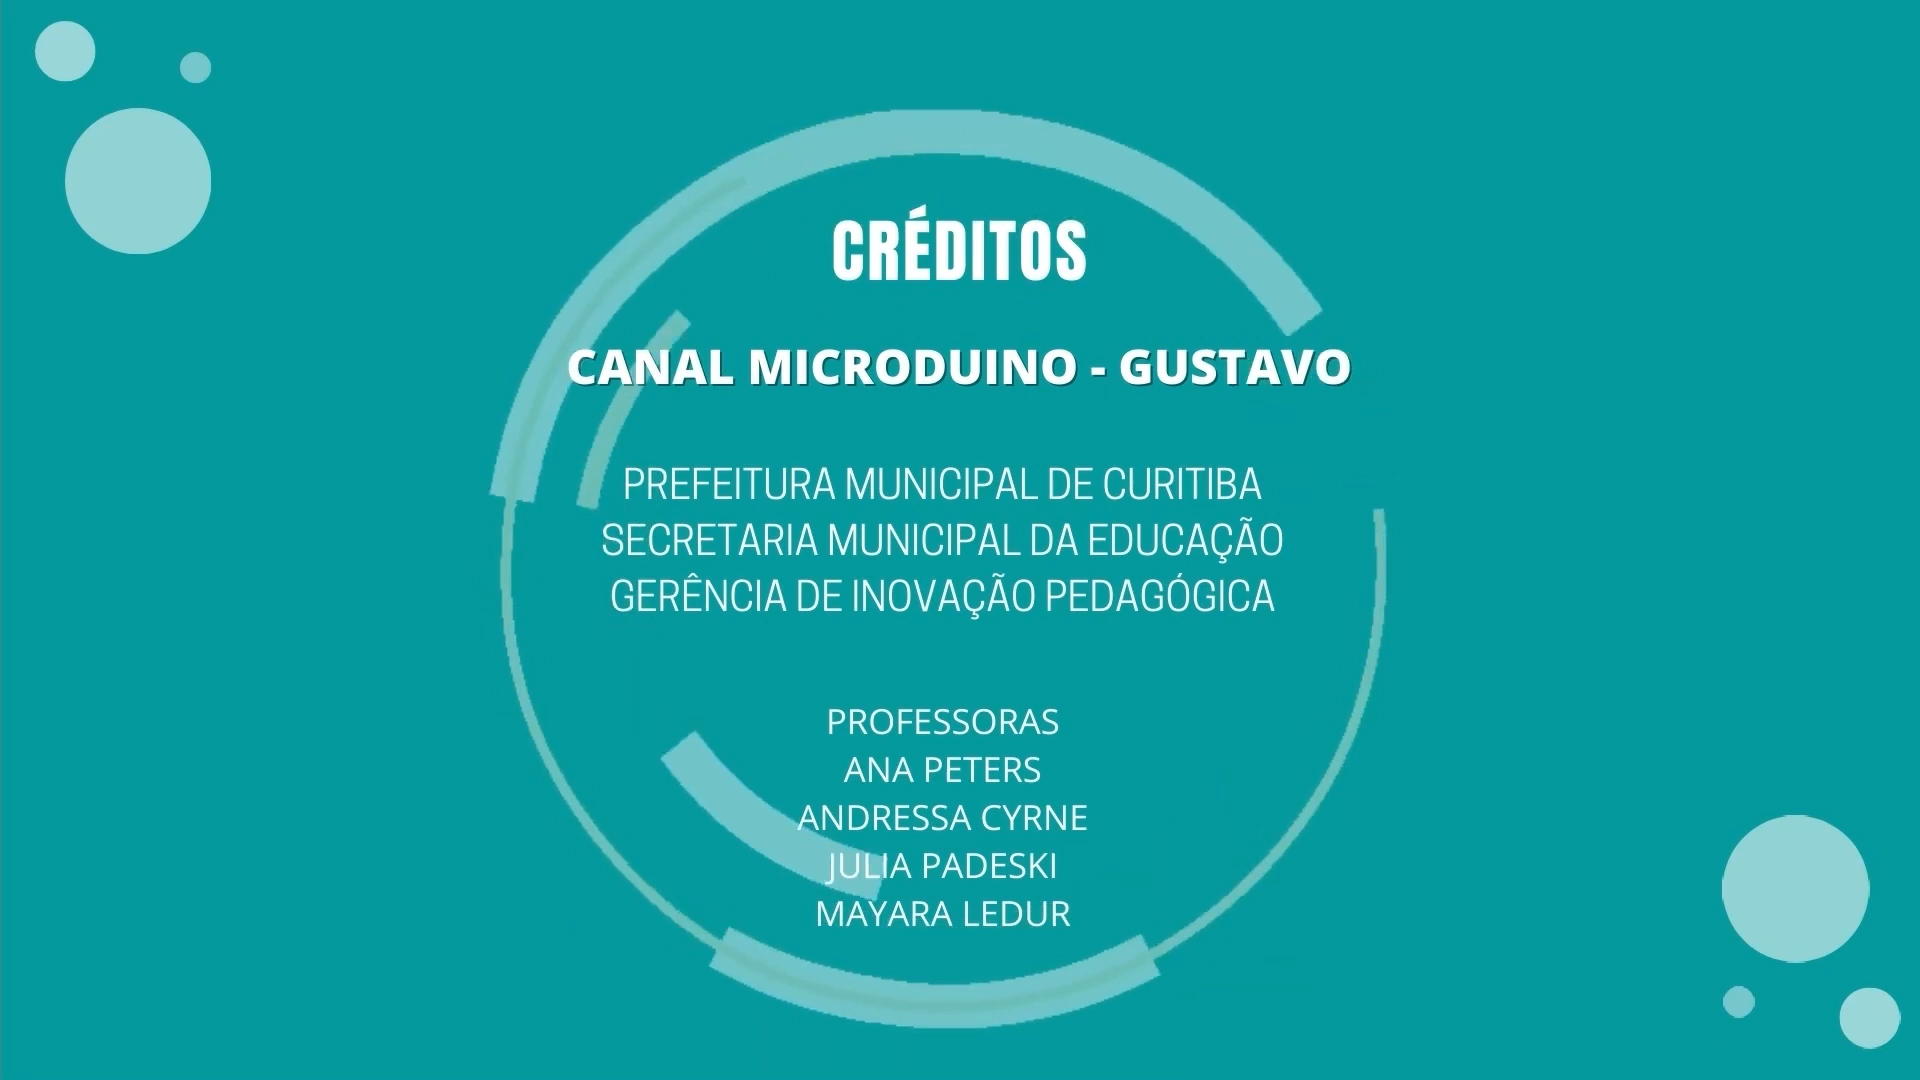 CRÉDITOS
CANAL MICRODUINO - GUSTAVO
PREFEITURA MUNICIPAL DE CURITIBA
SECRETARIA MUNICIPAL DA EDUCAÇÃO
GERÊNCIA DE INOVAÇÃO PEDAGÓGICA
PROFESSORAS
ANA PETERS
ANDRESSA CYRNE
JULIA PADESKI
MAYARA LEDUR